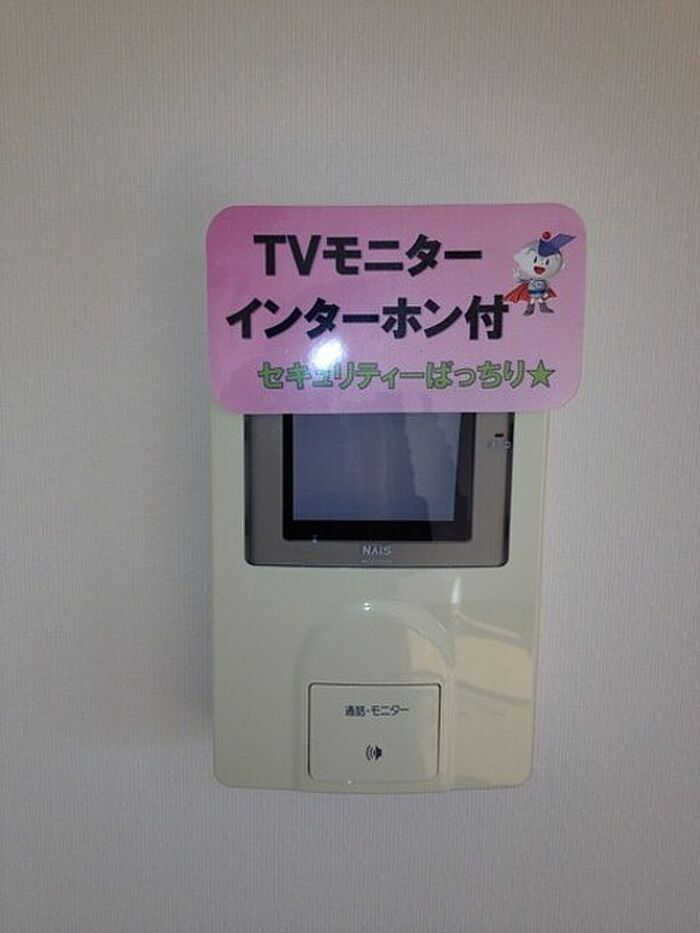 TVモニター
インターホン付
セキュリティーばっちり★
NAIS
通話・モニター